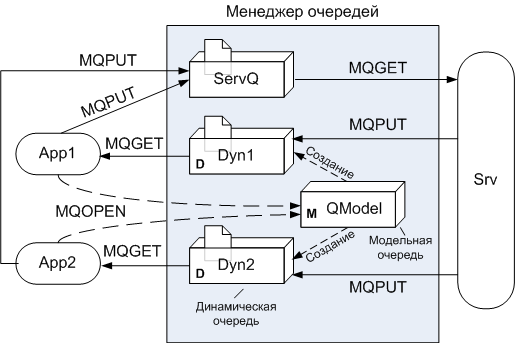 Менеджер очередей
MQPUT
ServQ
MQGET
MQPUT
MQPUT
App1
MQGET
Dyn1
D
Создание
Srv
MQOPEN
M
QModel
App2
MQGET
Dyn2
D
Создание
Модельная
очередь
Динамическая
очередь
MQPUT